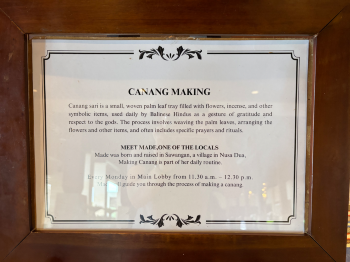 CANANG MAKING
Canang sari is a small, woven palm leaf tray filled with flowers, incense, and other
symbolic items, used daily by Balinese Hindus as a gesture of gratitude and
respect to the gods. The process involves weaving the palm leaves, arranging the
flowers and other items, and often includes specific prayers and rituals.
MEET MADE, ONE OF THE LOCALS
Made was born and raised in Sawangan, a village in Nusa Dua,
Making Canang is part of her daily routine.
Every Monday in Main Lobby from 11.30 a.m. – 12.30 p.m.
guide you through the process of making a canang